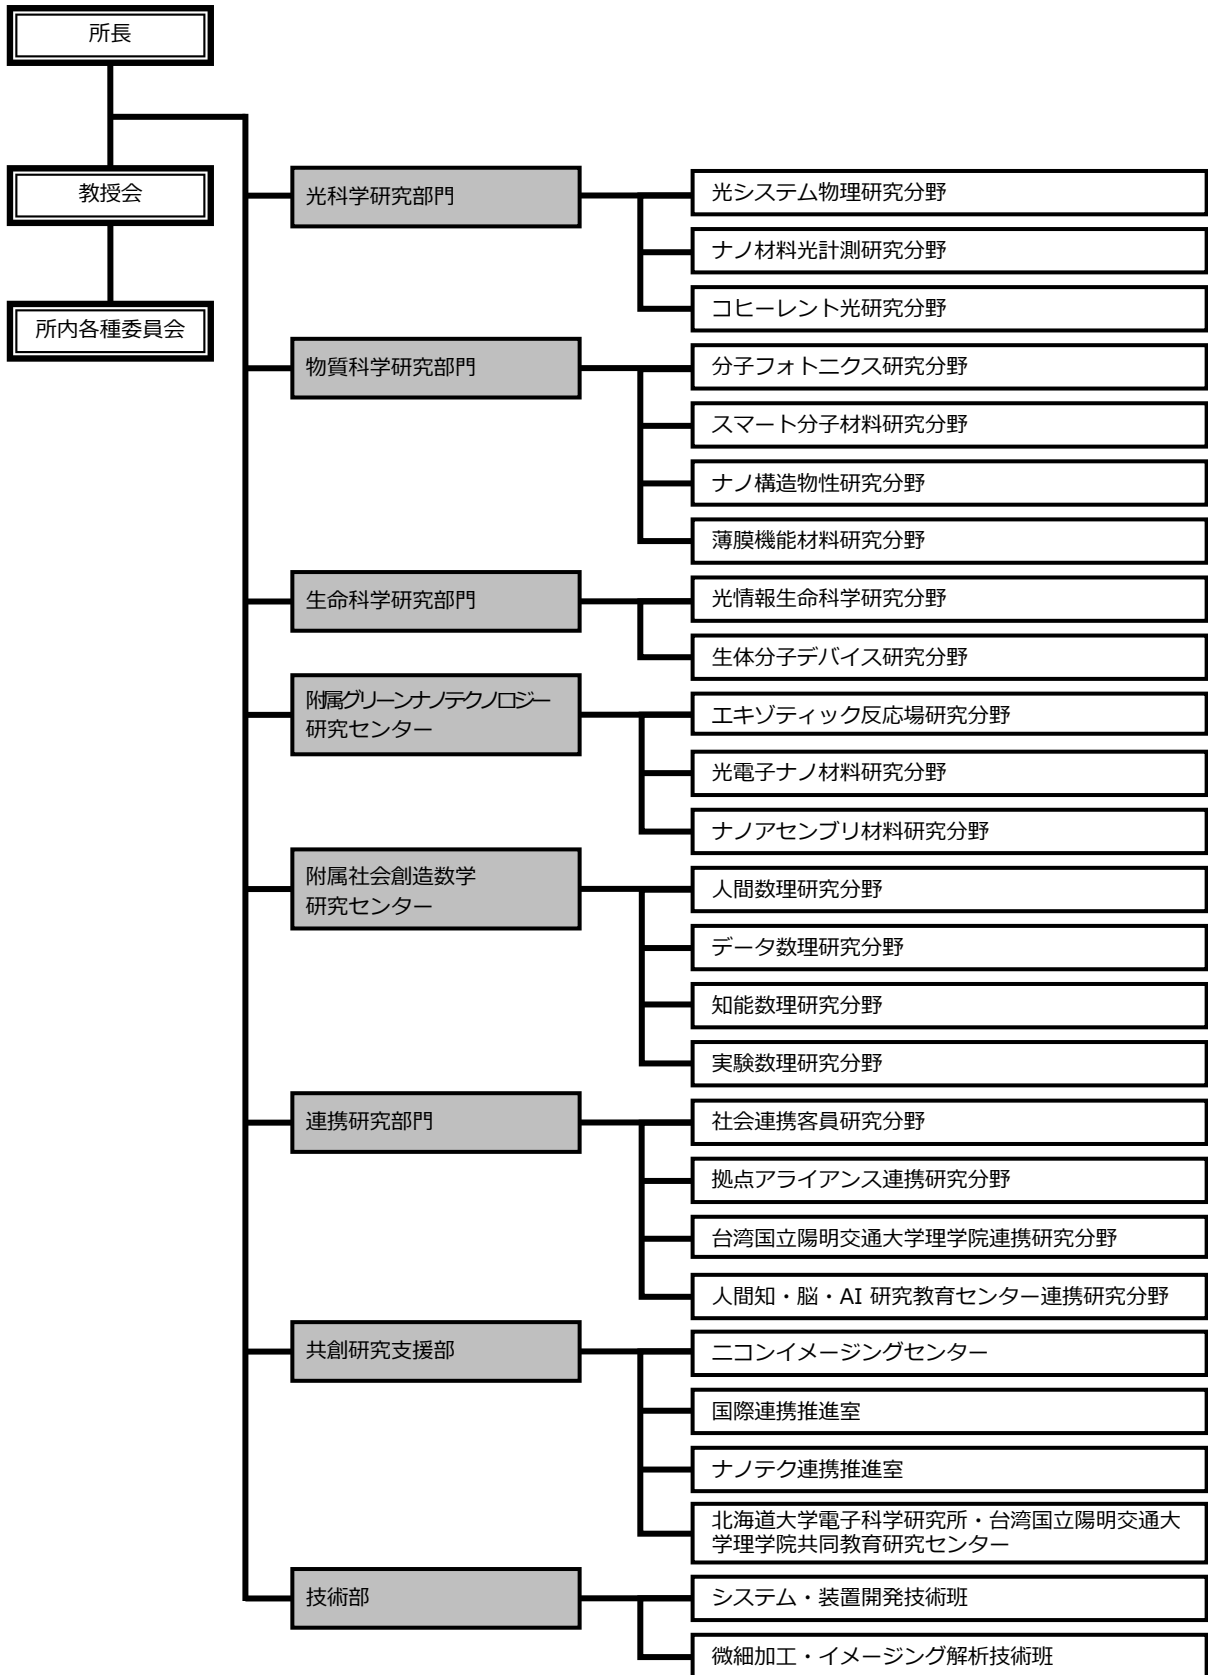 所長
教授会
所内各種委員会
光科学研究部門
光システム物理研究分野
ナノ材料光計測研究分野
コヒーレント光研究分野
物質科学研究部門
分子フォトニクス研究分野
スマート分子材料研究分野
ナノ構造物性研究分野
薄膜機能材料研究分野
生命科学研究部門
光情報生命科学研究分野
生体分子デバイス研究分野
附属グリーンナノテクノロジー
研究センター
エキゾティック反応場研究分野
光電子ナノ材料研究分野
ナノアセンブリ材料研究分野
附属社会創造数学
研究センター
人間数理研究分野
データ数理研究分野
知能数理研究分野
実験数理研究分野
連携研究部門
社会連携客員研究分野
拠点アライアンス連携研究分野
台湾国立陽明交通大学理学院連携研究分野
人間知・脳・AI 研究教育センター連携研究分野
共創研究支援部
ニコンイメージングセンター
国際連携推進室
ナノテク連携推進室
北海道大学電子科学研究所・台湾国立陽明交通大
学理学院共同教育研究センター
技術部
システム・装置開発技術班
微細加工・イメージング解析技術班